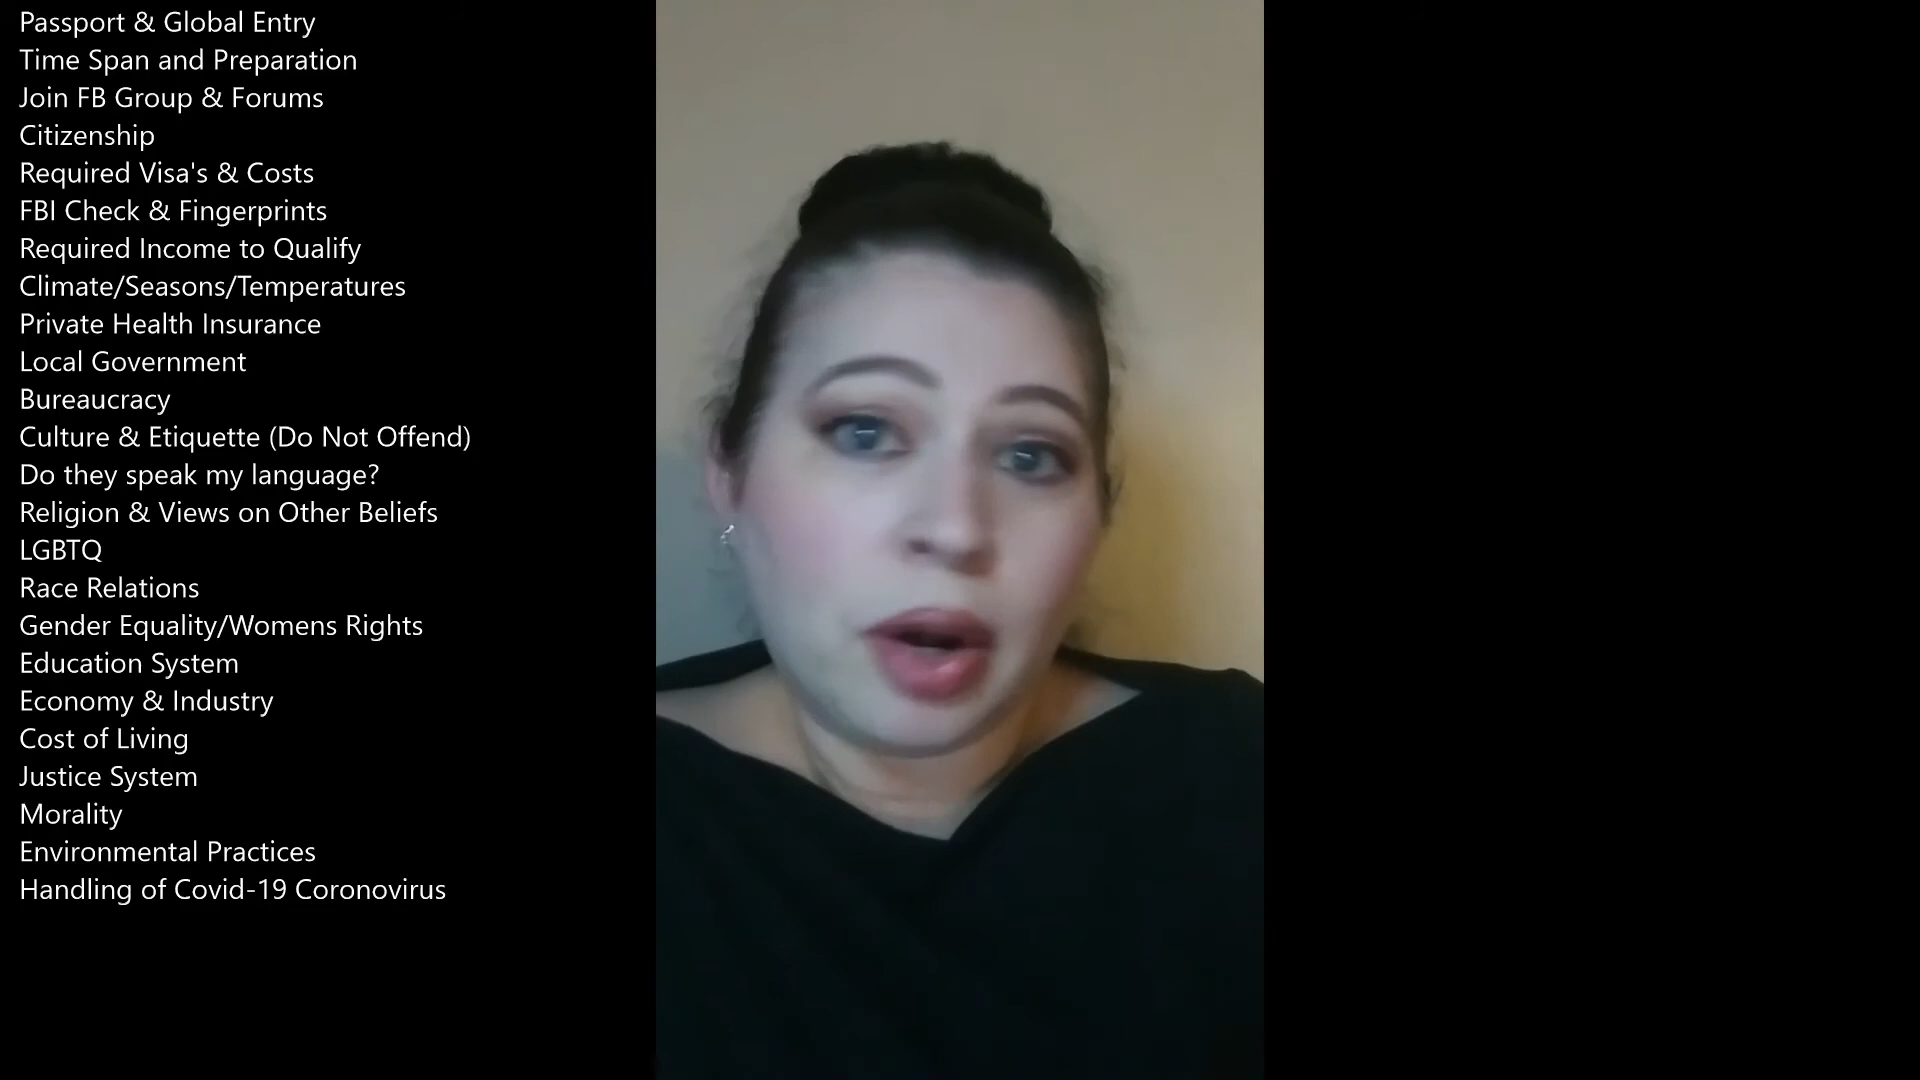 Passport & Global Entry
Time Span and Preparation
Join FB Group & Forums
Citizenship
Required Visa's & Costs
FBI Check & Fingerprints
Required Income to Qualify
Climate/Seasons/Temperatures
Private Health Insurance
Local Government
Bureaucracy
Culture & Etiquette (Do Not Offend)
Do they speak my language?
Religion & Views on Other Beliefs
LGBTQ
Race Relations
Gender Equality/Womens Rights
Education System
Economy & Industry
Cost of Living
Justice System
Morality
Environmental Practices
Handling of Covid-19 Coronovirus